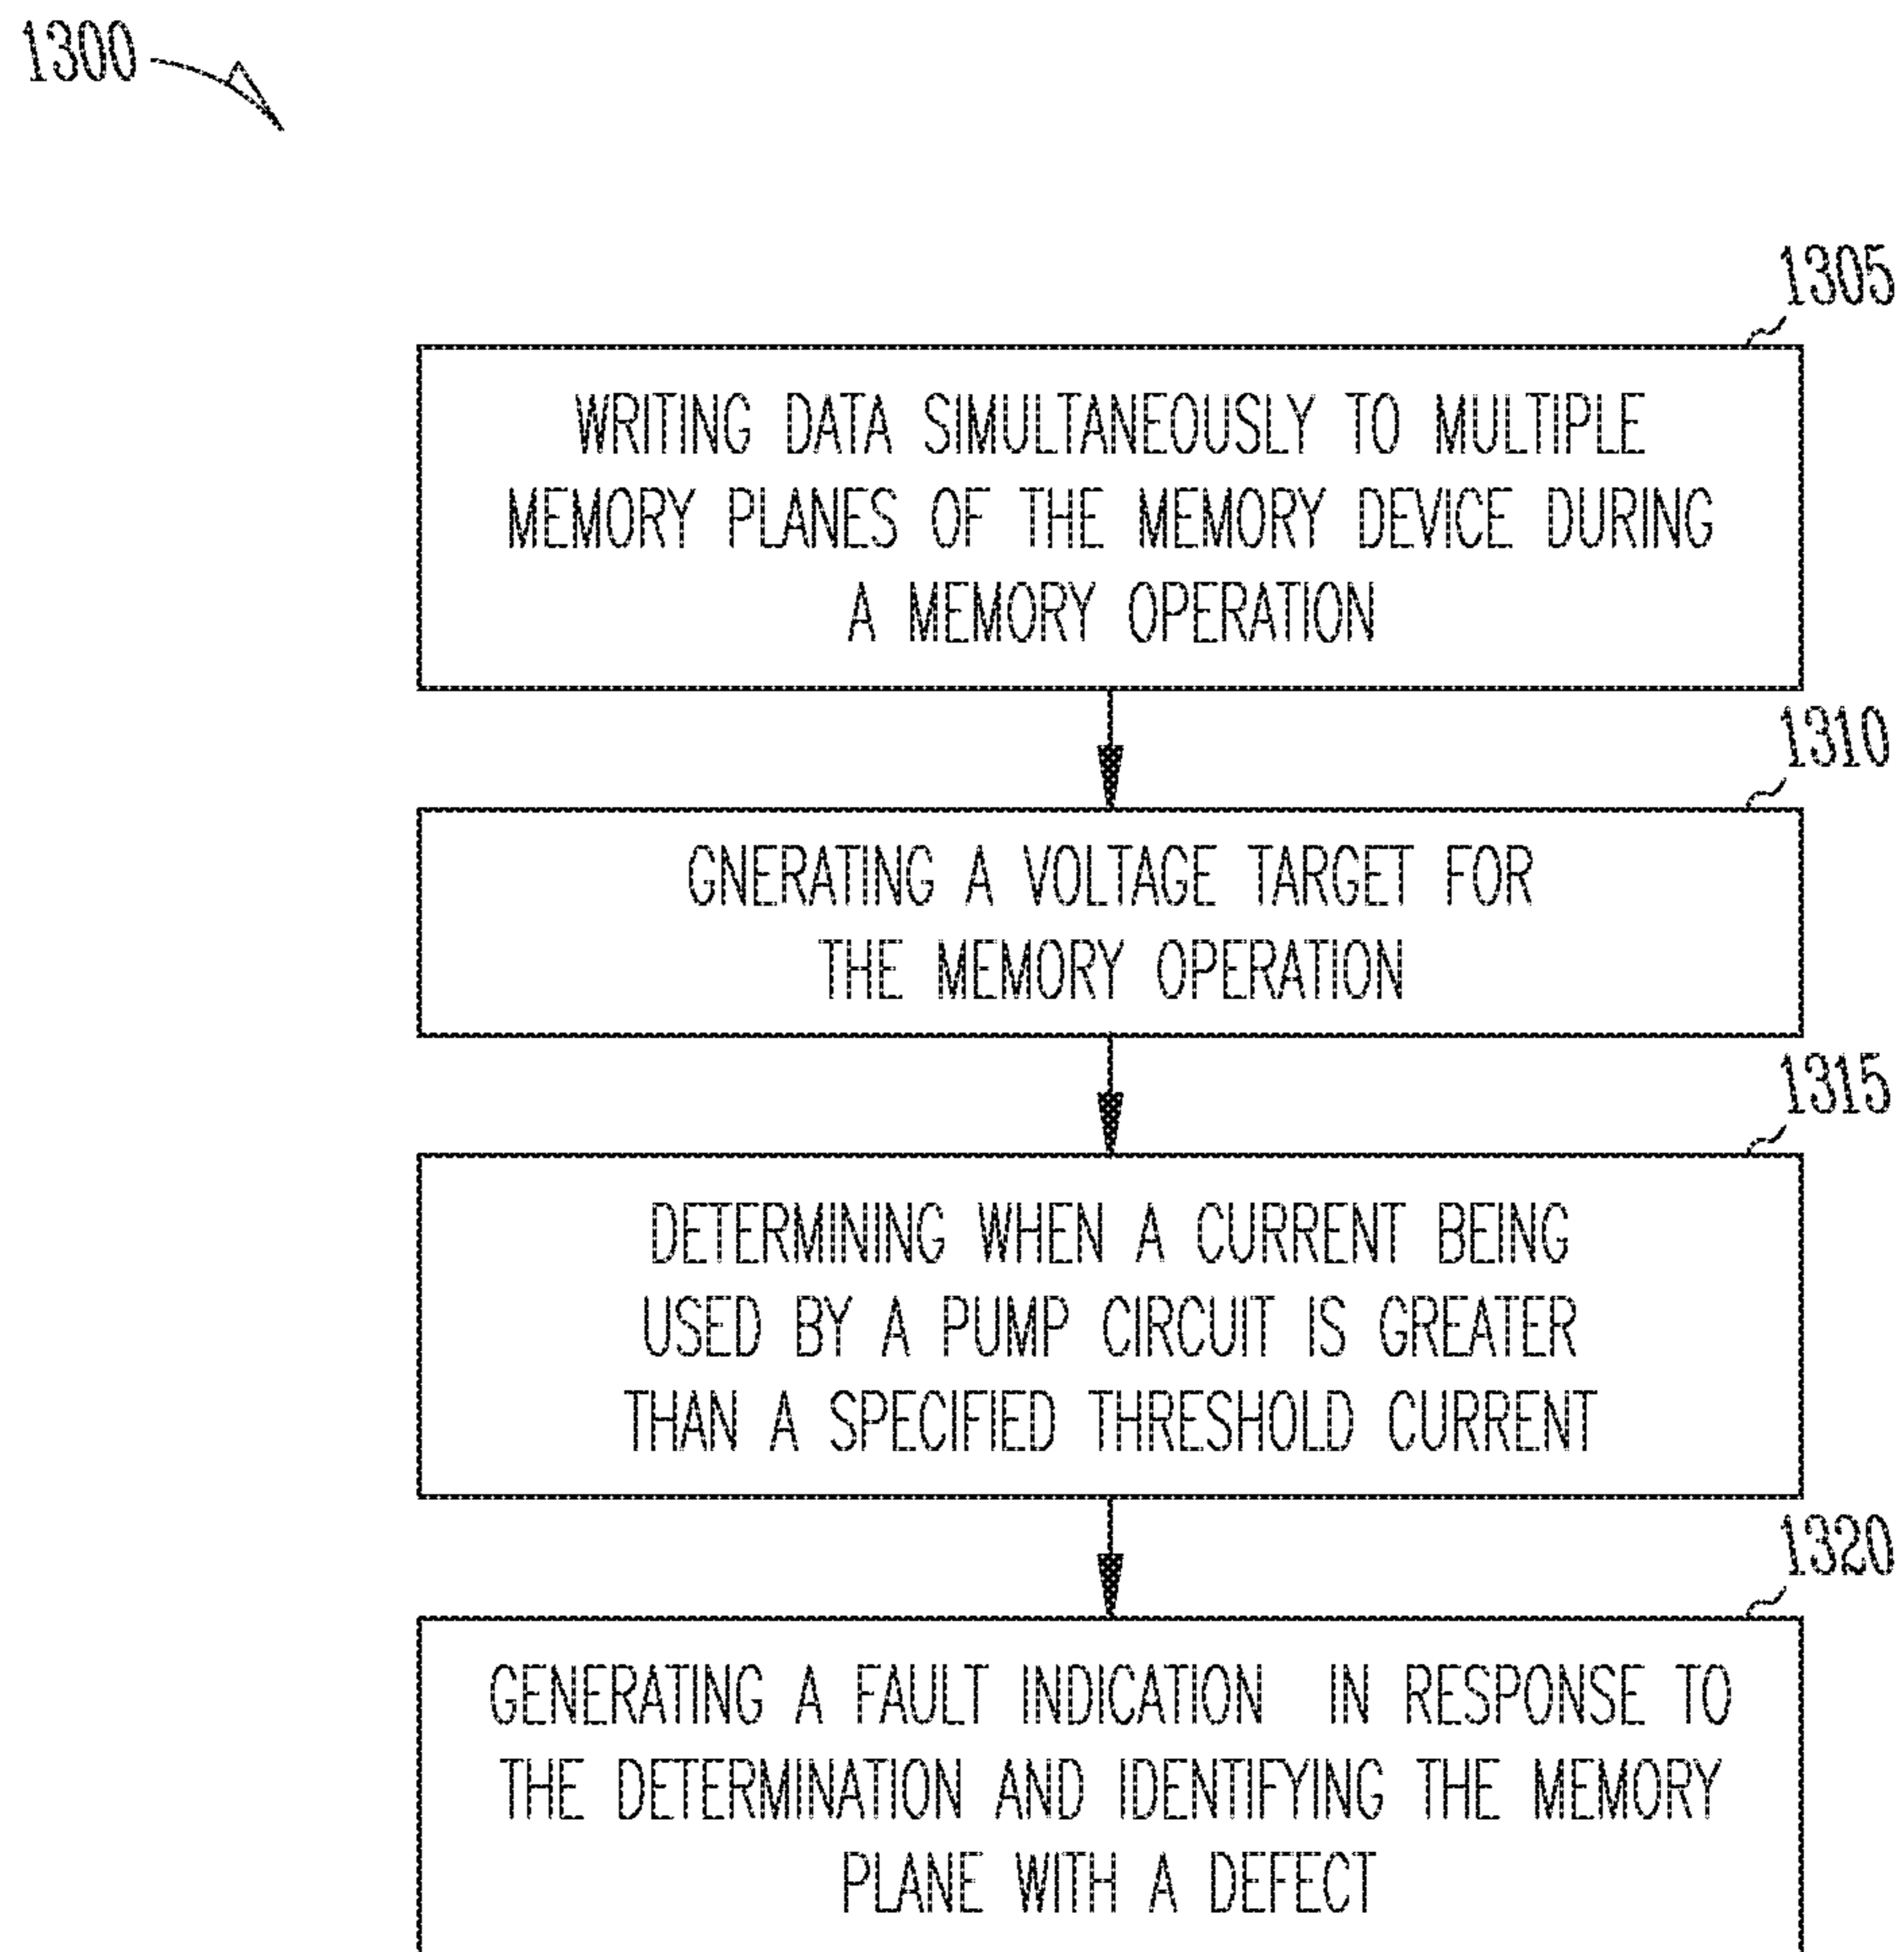 1300
1305
WRITING DATA SIMULTANEOUSLY TO MULTIPLE
MEMORY PLANES OF THE MEMORY DEVICE DURING
A MEMORY OPERATION
1310
GNERATING A VOLTAGE TARGET FOR
THE MEMORY OPERATION
1315
DETERMINING WHEN A CURRENT BEING
USED BY A PUMP CIRCUIT IS GREATER
THAN A SPECIFIED THRESHOLD CURRENT
1320
GENERATING A FAULT INDICATION IN RESPONSE TO
THE DETERMINATION AND IDENTIFYING THE MEMORY
PLANE WITH A DEFECT